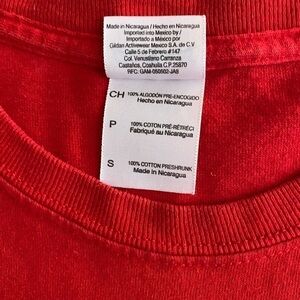 Made in Nicaragua / Hecho en Nicaragua
Imported into Mexico by /
Importado a México por
Gildan Activewear Mexico S.A. de C.V
Calle 5 de Febrero #147
Col. Venustiano Carranza
Castaños, Coahuila C.P. 25870
RFC: GAM-050502-JA8
CH 100% ALGODÓN PRE-ENCOGIDO
Hecho en Nicaragua
P 100% COTON PRÉ-RÉTRÉCI
Fabriqué au Nicaragua
S 100% COTTON PRESHRUNK
Made in Nicaragua